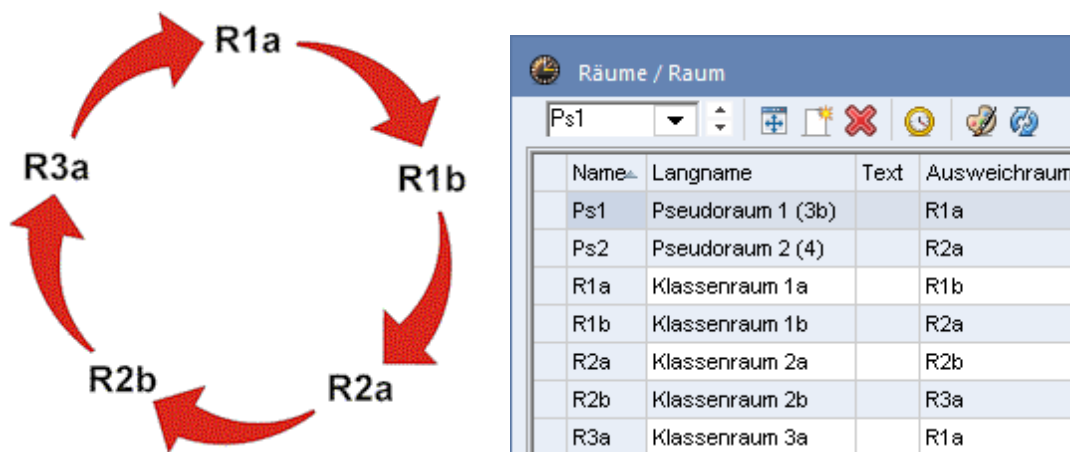 R1a
R1b
R2a
R2b
R3a
Räume / Raum
Ps1
Name Langname Text Ausweichraum
Ps1 Pseudoraum 1 (3b) R1a
Ps2 Pseudoraum 2 (4) R2a
R1a Klassenraum 1a R1b
R1b Klassenraum 1b R2a
R2a Klassenraum 2a R2b
R2b Klassenraum 2b R3a
R3a Klassenraum 3a R1a